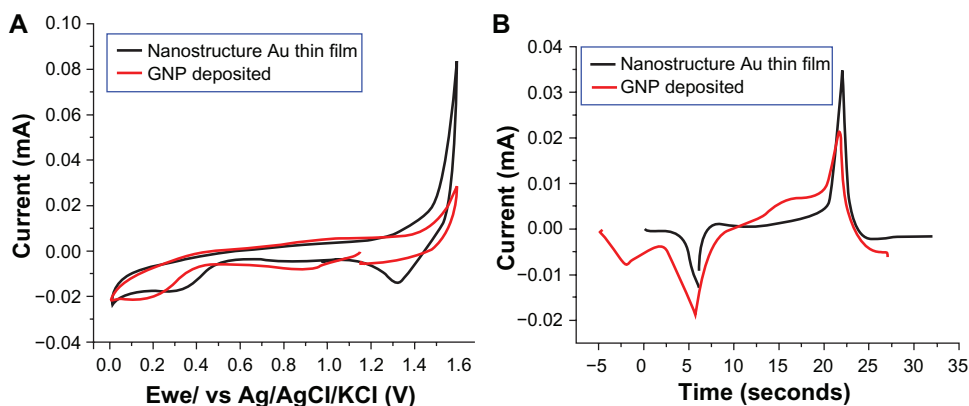 A
0.10
0.08
0.06
0.04
0.02
0.00
−0.02
−0.04
Current (mA)
Nanostructure Au thin film
GNP deposited
0.0 0.2 0.4 0.6 0.8 1.0 1.2 1.4 1.6
Ewe/ vs Ag/AgCl/KCl (V)
B
0.04
0.03
0.02
0.01
0.00
−0.01
−0.02
Current (mA)
Nanostructure Au thin film
GNP deposited
−5 0 5 10 15 20 25 30 35
Time (seconds)